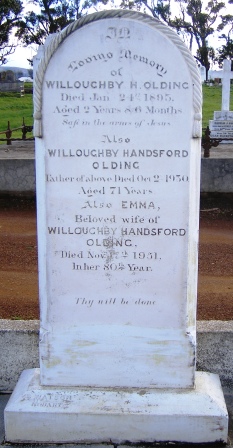 In
Loving Memory
of
WILLOUGHBY H. OLDING
Died Jan 24th 1895.
Aged 2 Years & 6 Months.
Safe in the arms of Jesus.
Also
WILLOUGHBY HANDSFORD
OLDING
Father of above Died Oct 2nd 1930
Aged 71 Years
Also EMMA,
Beloved wife of
WILLOUGHBY HANDSFORD
OLDING.
Died Nov. 1951.
In her 80th Year.
Thy will be done